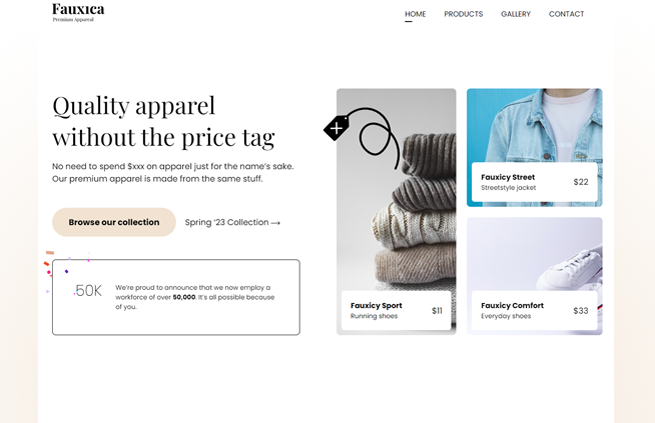 Fauxıca
Premium Appareal
HOME PRODUCTS GALLERY CONTACT
Quality apparel
without the price tag
No need to spend $xxx on apparel just for the name's sake.
Our premium apparel is made from the same stuff.
Browse our collection
Spring '23 Collection →
50K
We're proud to announce that we now employ a
workforce of over 50,000. It's all possible because
of you.
Fauxicy Sport
Running shoes
$11
Fauxicy Street
Streetstyle jacket
$22
Fauxicy Comfort
Everyday shoes
$33